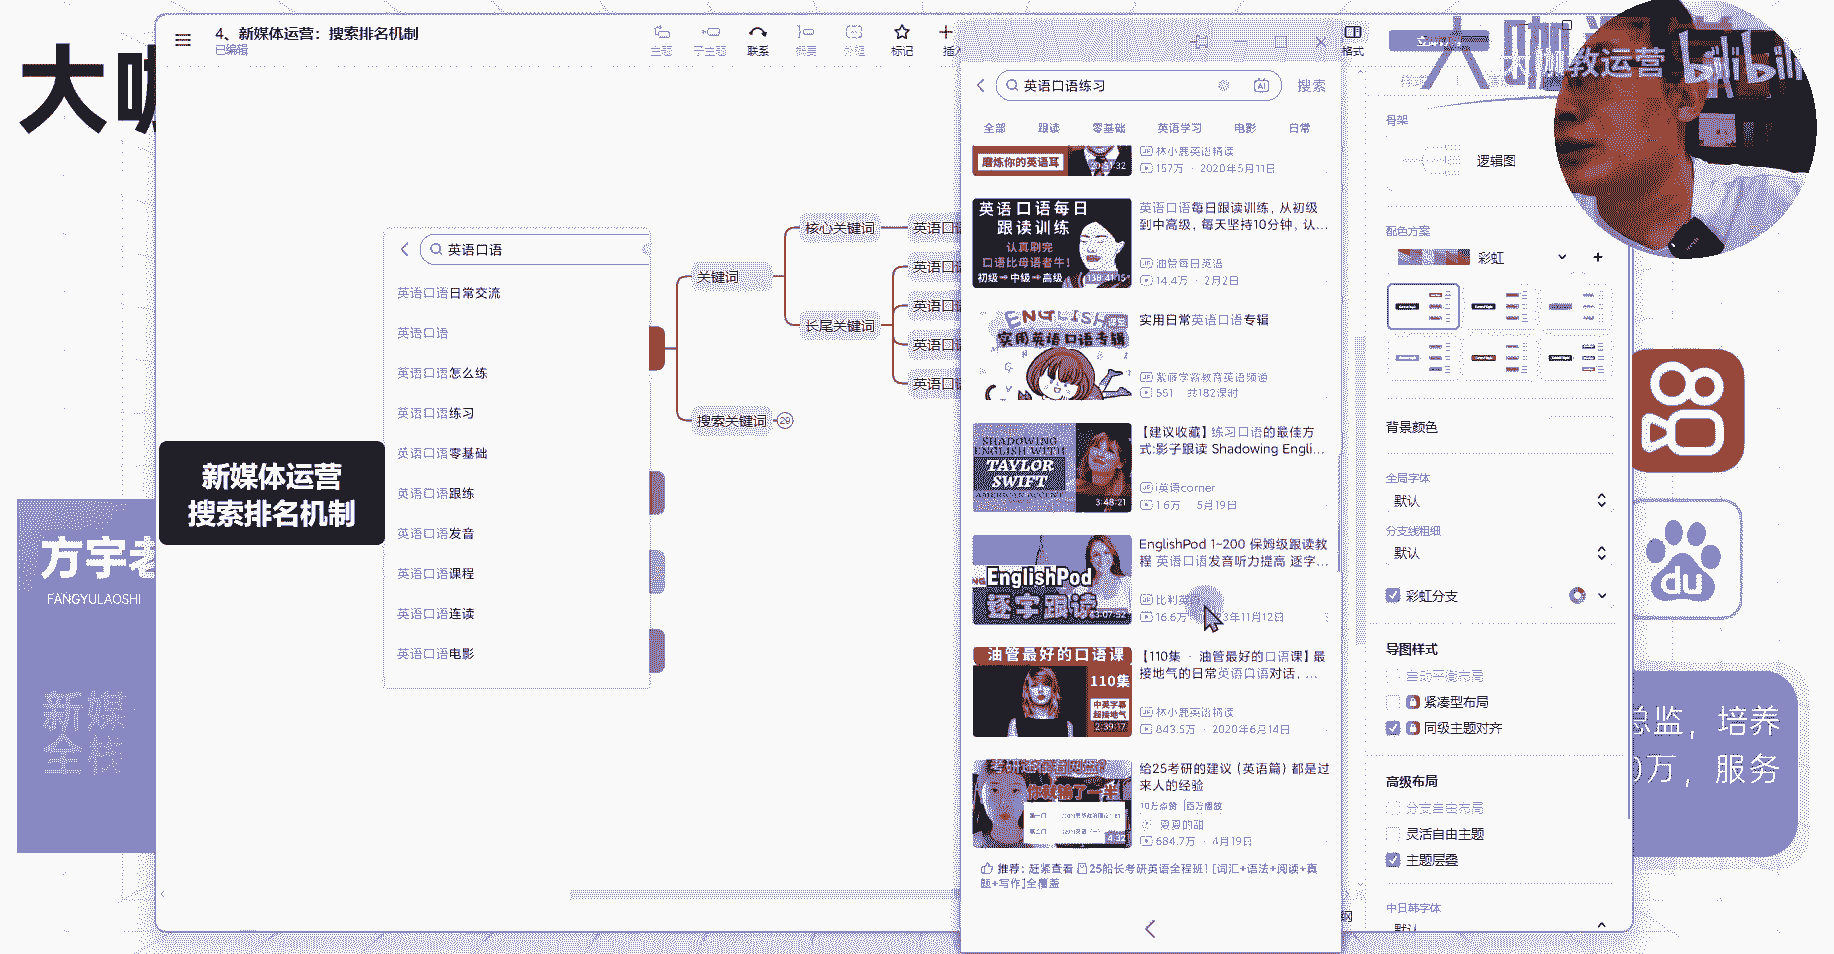 4、新媒体运营：搜索排名机制
已编辑
主题
子主题
联系
概要
外框
标记
插入
格式
大咖
大咖教运营
bilibili
英语口语
英语口语日常交流
英语口语
英语口语怎么练
英语口语练习
英语口语零基础
英语口语跟练
英语口语发音
英语口语课程
英语口语连读
英语口语电影
新媒体运营
搜索排名机制
关键词
核心关键词
长尾关键词
搜索关键词
29
英语口
英语口
英语口
英语口
英语口
英语口语练习
AI
搜索
全部
跟读
零基础
英语学习
电影
日常
磨炼你的英语耳
林小鹿英语精读
157万 · 2020年5月11日
英语口语每日
跟读训练
认真刷完
口语比母语者牛!
初级→中级→高级
138:41:15
英语口语每日跟读训练，从初级
到中高级，每天坚持10分钟，认...
油管每日英语
14.4万 · 2月2日
ENGLISH
实用英语口语专辑
实用日常英语口语专辑
551 共182课时
SHADOWING
ENGLISH WITH
TAYLOR
SWIFT
AMERICAN ACCENT
3:48:21
【建议收藏】练习口语的最佳方
式:影子跟读 Shadowing Engli...
i英语corner
5月19日
EnglishPod
逐字跟读
EnglishPod 1~200 保姆级跟读教
程 英语口语发音听力提高 逐字...
16.6万
3年11月12日
油管最好的口语课
110集
中英字幕
超接地气
2:39:17
【110集 · 油管最好的口语课】最
接地气的日常英语口语对话，...
林小鹿英语精读
843.5万 · 2020年6月14日
4:32
给25考研的建议（英语篇）都是过
来人的经验
10万点赞 百万播放
夏夏的甜
684.7万 · 4月19日
推荐：赶紧查看 25船长考研英语全程班！[词汇+语法+阅读+真
题+写作]全覆盖
骨架
逻辑图
配色方案
彩虹
背景颜色
全局字体
默认
分支线粗细
默认
彩虹分支
导图样式
自动平衡布局
紧凑型布局
同级主题对齐
高级布局
分支自由布局
灵活自由主题
主题层叠
中日韩字体
默认
方宇老
FANGYULAOSHI
新媒
全栈
du
总监，培养
0万，服务